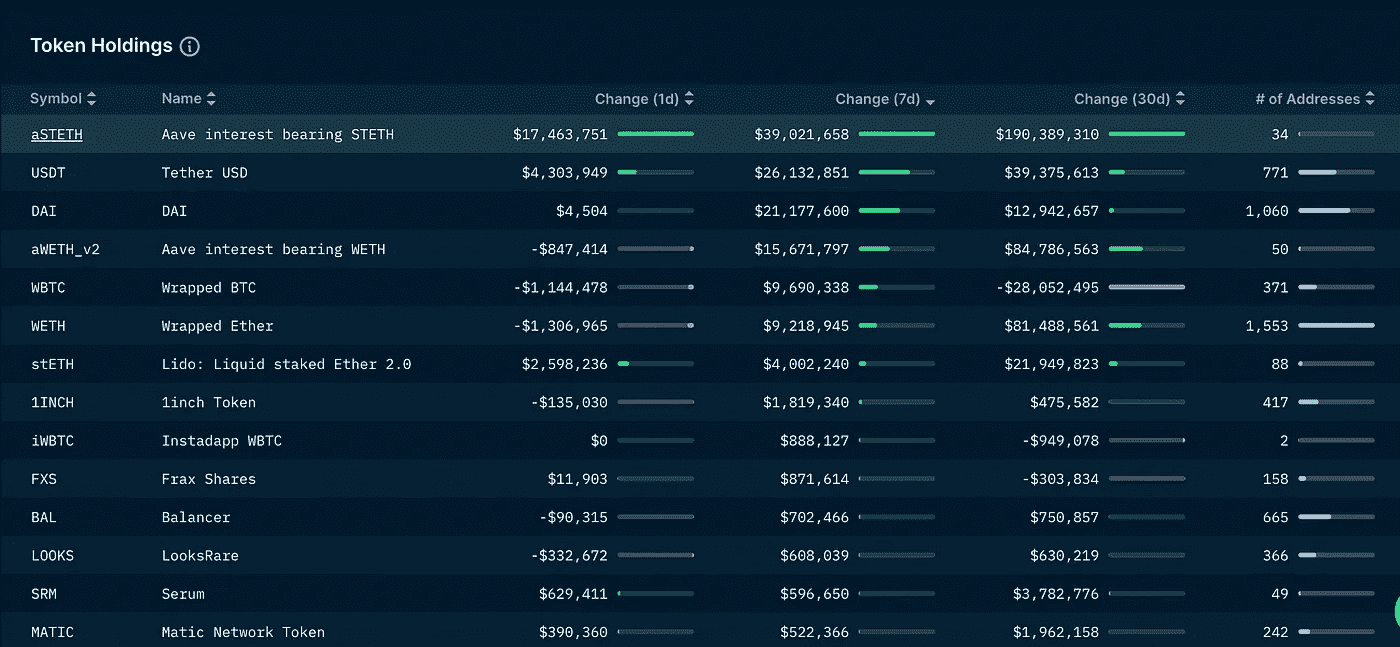 Token Holdings
Symbol Name Change (1d) Change (7d) Change (30d) # of Addresses
aSTETH Aave interest bearing STETH $17,463,751 $39,021,658 $190,389,310 34
USDT Tether USD $4,303,949 $26,132,851 $39,375,613 771
DAI DAI $4,504 $21,177,600 $12,942,657 1,060
aWETH_v2 Aave interest bearing WETH -$847,414 $15,671,797 $84,786,563 50
WBTC Wrapped BTC -$1,144,478 $9,690,338 -$28,052,495 371
WETH Wrapped Ether -$1,306,965 $9,218,945 $81,488,561 1,553
stETH Lido: Liquid staked Ether 2.0 $2,598,236 $4,002,240 $21,949,823 88
1INCH 1inch Token -$135,030 $1,819,340 $475,582 417
iWBTC Instadapp WBTC $0 $888,127 -$949,078 2
FXS Frax Shares $11,903 $871,614 -$303,834 158
BAL Balancer -$90,315 $702,466 $750,857 665
LOOKS LooksRare -$332,672 $608,039 $630,219 366
SRM Serum $629,411 $596,650 $3,782,776 49
MATIC Matic Network Token $390,360 $522,366 $1,962,158 242